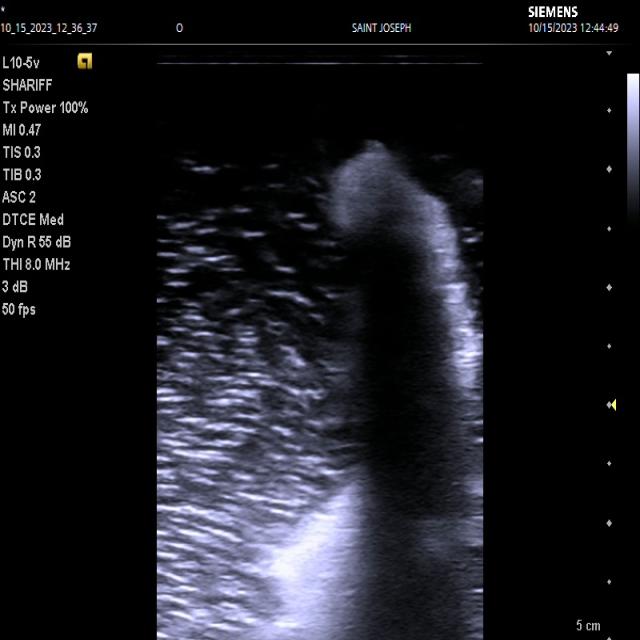 *
SIEMENS
10_15_2023_12_36_37 O SAINT JOSEPH 10/15/2023 12:44:49
L10-5v
SHARIFF
Tx Power 100%
MI 0.47
TIS 0.3
TIB 0.3
ASC 2
DTCE Med
Dyn R 55 dB
THI 8.0 MHz
3 dB
50 fps
5 cm